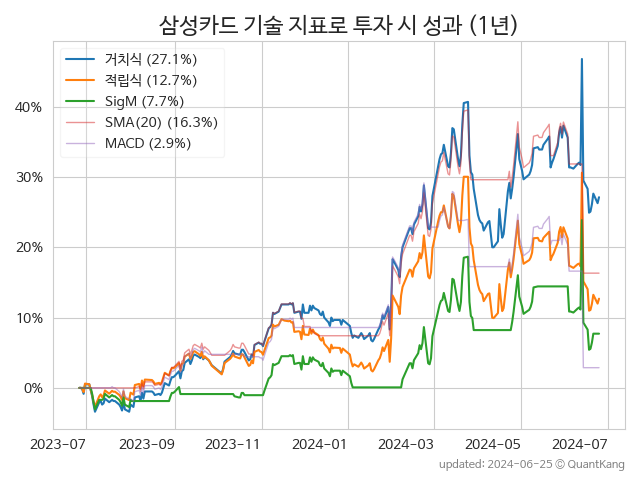 삼성카드 기술 지표로 투자 시 성과 (1년)
거치식 (27.1%)
적립식 (12.7%)
SigM (7.7%)
SMA(20) (16.3%)
MACD (2.9%)
40%
30%
20%
10%
0%
2023-07 2023-09 2023-11 2024-01 2024-03 2024-05 2024-07
updated: 2024-06-25 © QuantKang